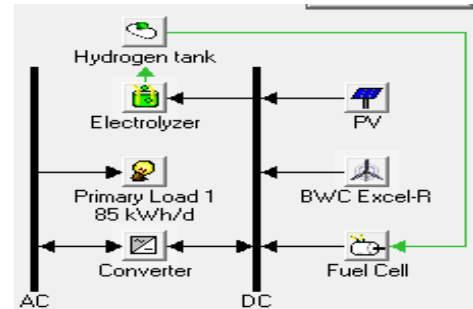 Hydrogen tank
Electrolyzer
PV
Primary Load 1
85 kWh/d
BWC Excel-R
Converter
Fuel Cell
AC
DC